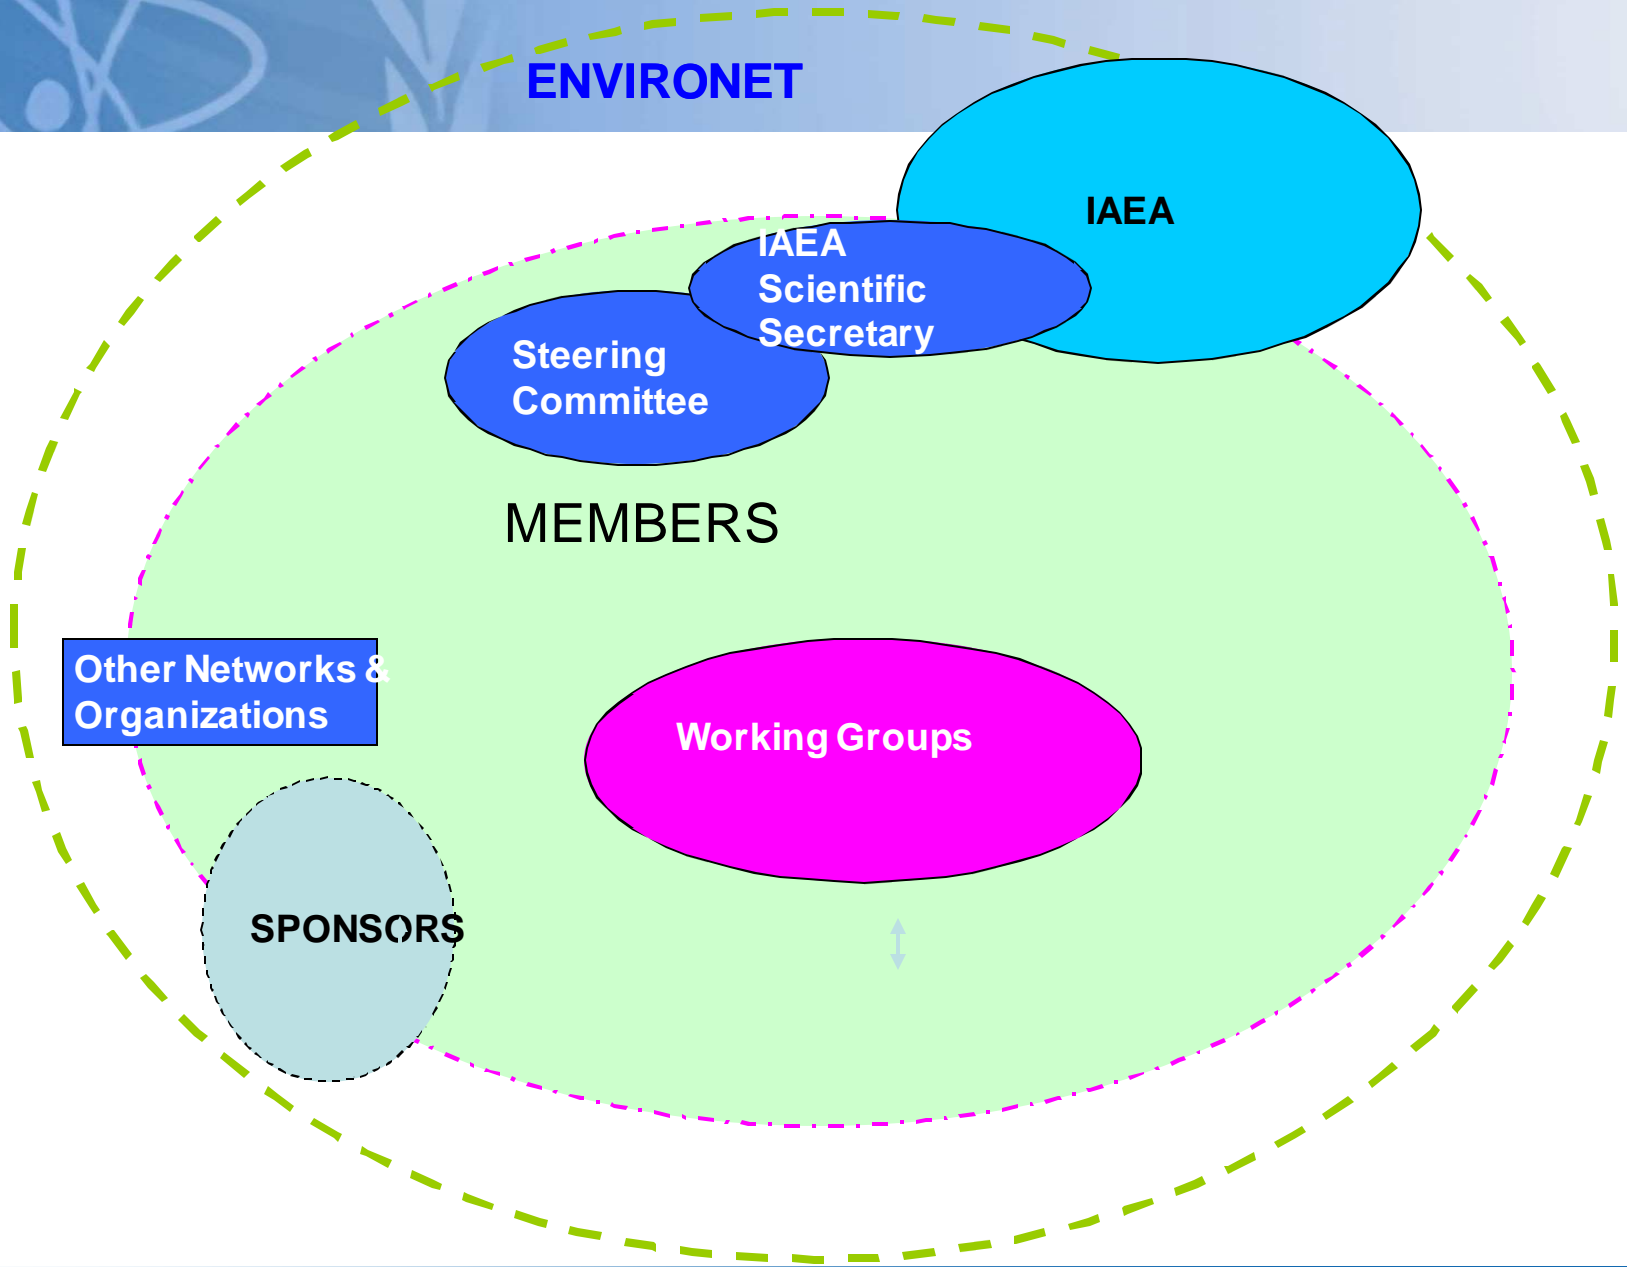 ENVIRONET
IAEA
IAEA
Scientific
Secretary
Steering
Committee
MEMBERS
Other Networks &
Organizations
Working Groups
SPONSORS